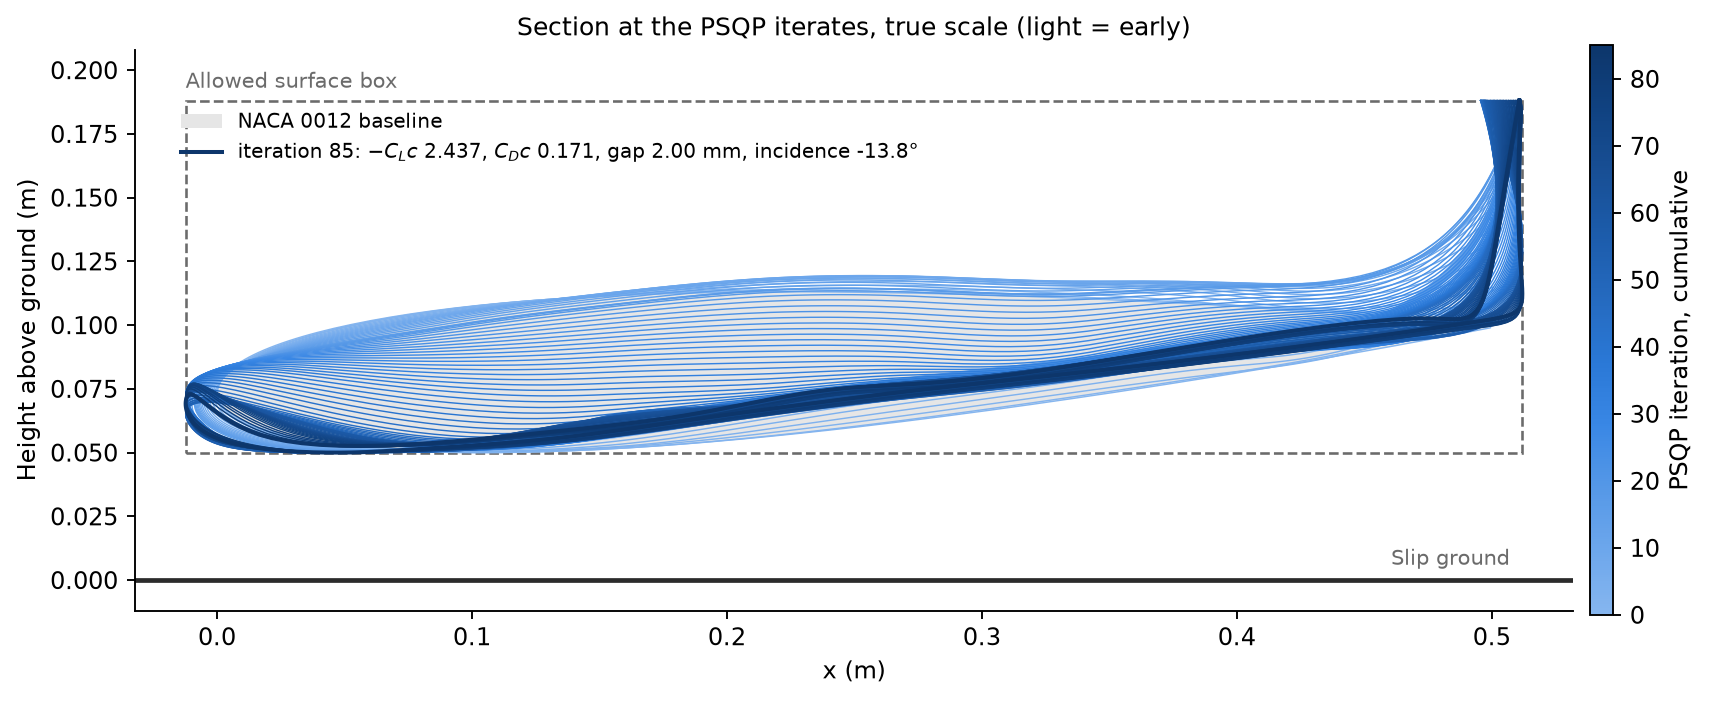 Section at the PSQP iterates, true scale (light = early)
Height above ground (m)
0.200
0.175
0.150
0.125
0.100
0.075
0.050
0.025
0.000
Allowed surface box
NACA 0012 baseline
iteration 85: −C_Lc 2.437, C_Dc 0.171, gap 2.00 mm, incidence -13.8°
Slip ground
0.0 0.1 0.2 0.3 0.4 0.5
x (m)
80
70
60
50
40
30
20
10
0
PSQP iteration, cumulative